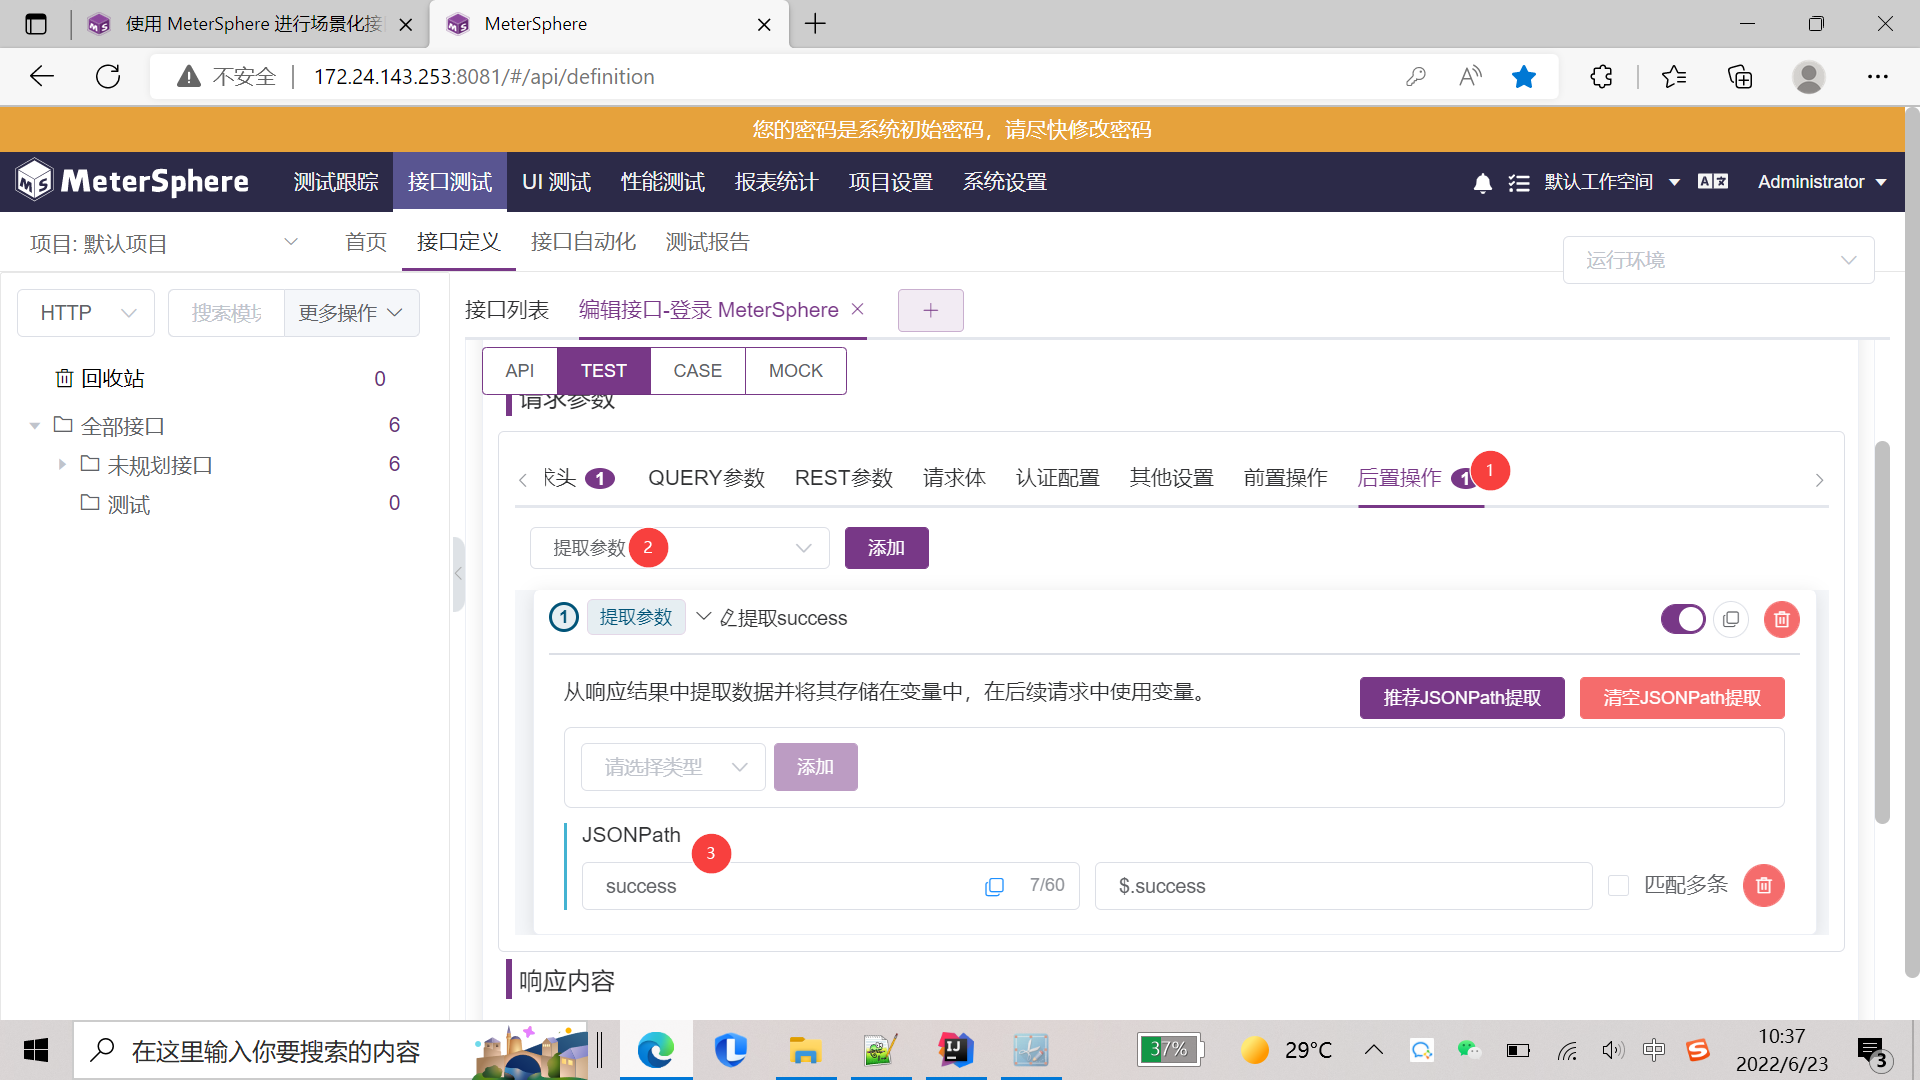 使用 MeterSphere 进行场景化接
MeterSphere
不安全
172.24.143.253:8081/#/api/definition
您的密码是系统初始密码，请尽快修改密码
MeterSphere
测试跟踪
接口测试
UI 测试
性能测试
报表统计
项目设置
系统设置
默认工作空间
Administrator
项目: 默认项目
首页
接口定义
接口自动化
测试报告
运行环境
HTTP
搜索模块
更多操作
接口列表
编辑接口-登录 MeterSphere
API
TEST
CASE
MOCK
回收站
0
全部接口
6
未规划接口
6
测试
0
请求参数
求头
1
QUERY参数
REST参数
请求体
认证配置
其他设置
前置操作
后置操作
1
1
提取参数
2
添加
1
提取参数
提取success
从响应结果中提取数据并将其存储在变量中，在后续请求中使用变量。
推荐JSONPath提取
清空JSONPath提取
请选择类型
添加
JSONPath
3
success
7/60
$.success
匹配多条
响应内容
在这里输入你要搜索的内容
37%
29°C
中
10:37
2022/6/23
3